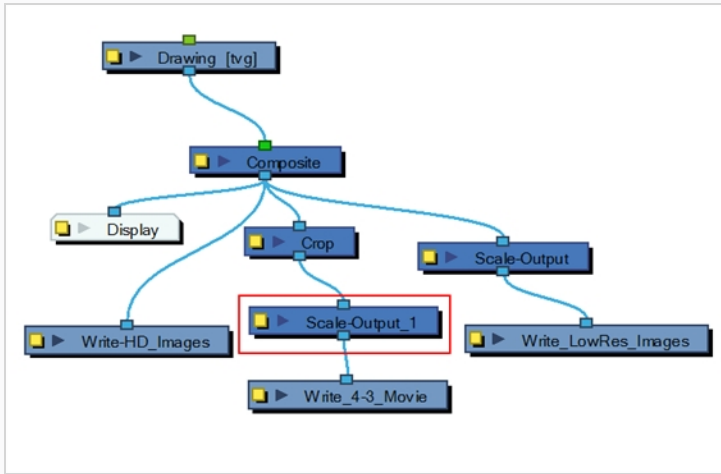 Drawing [tvg]
Composite
Display
Crop
Scale-Output
Write-HD_Images
Scale-Output_1
Write_LowRes_Images
Write_4-3_Movie